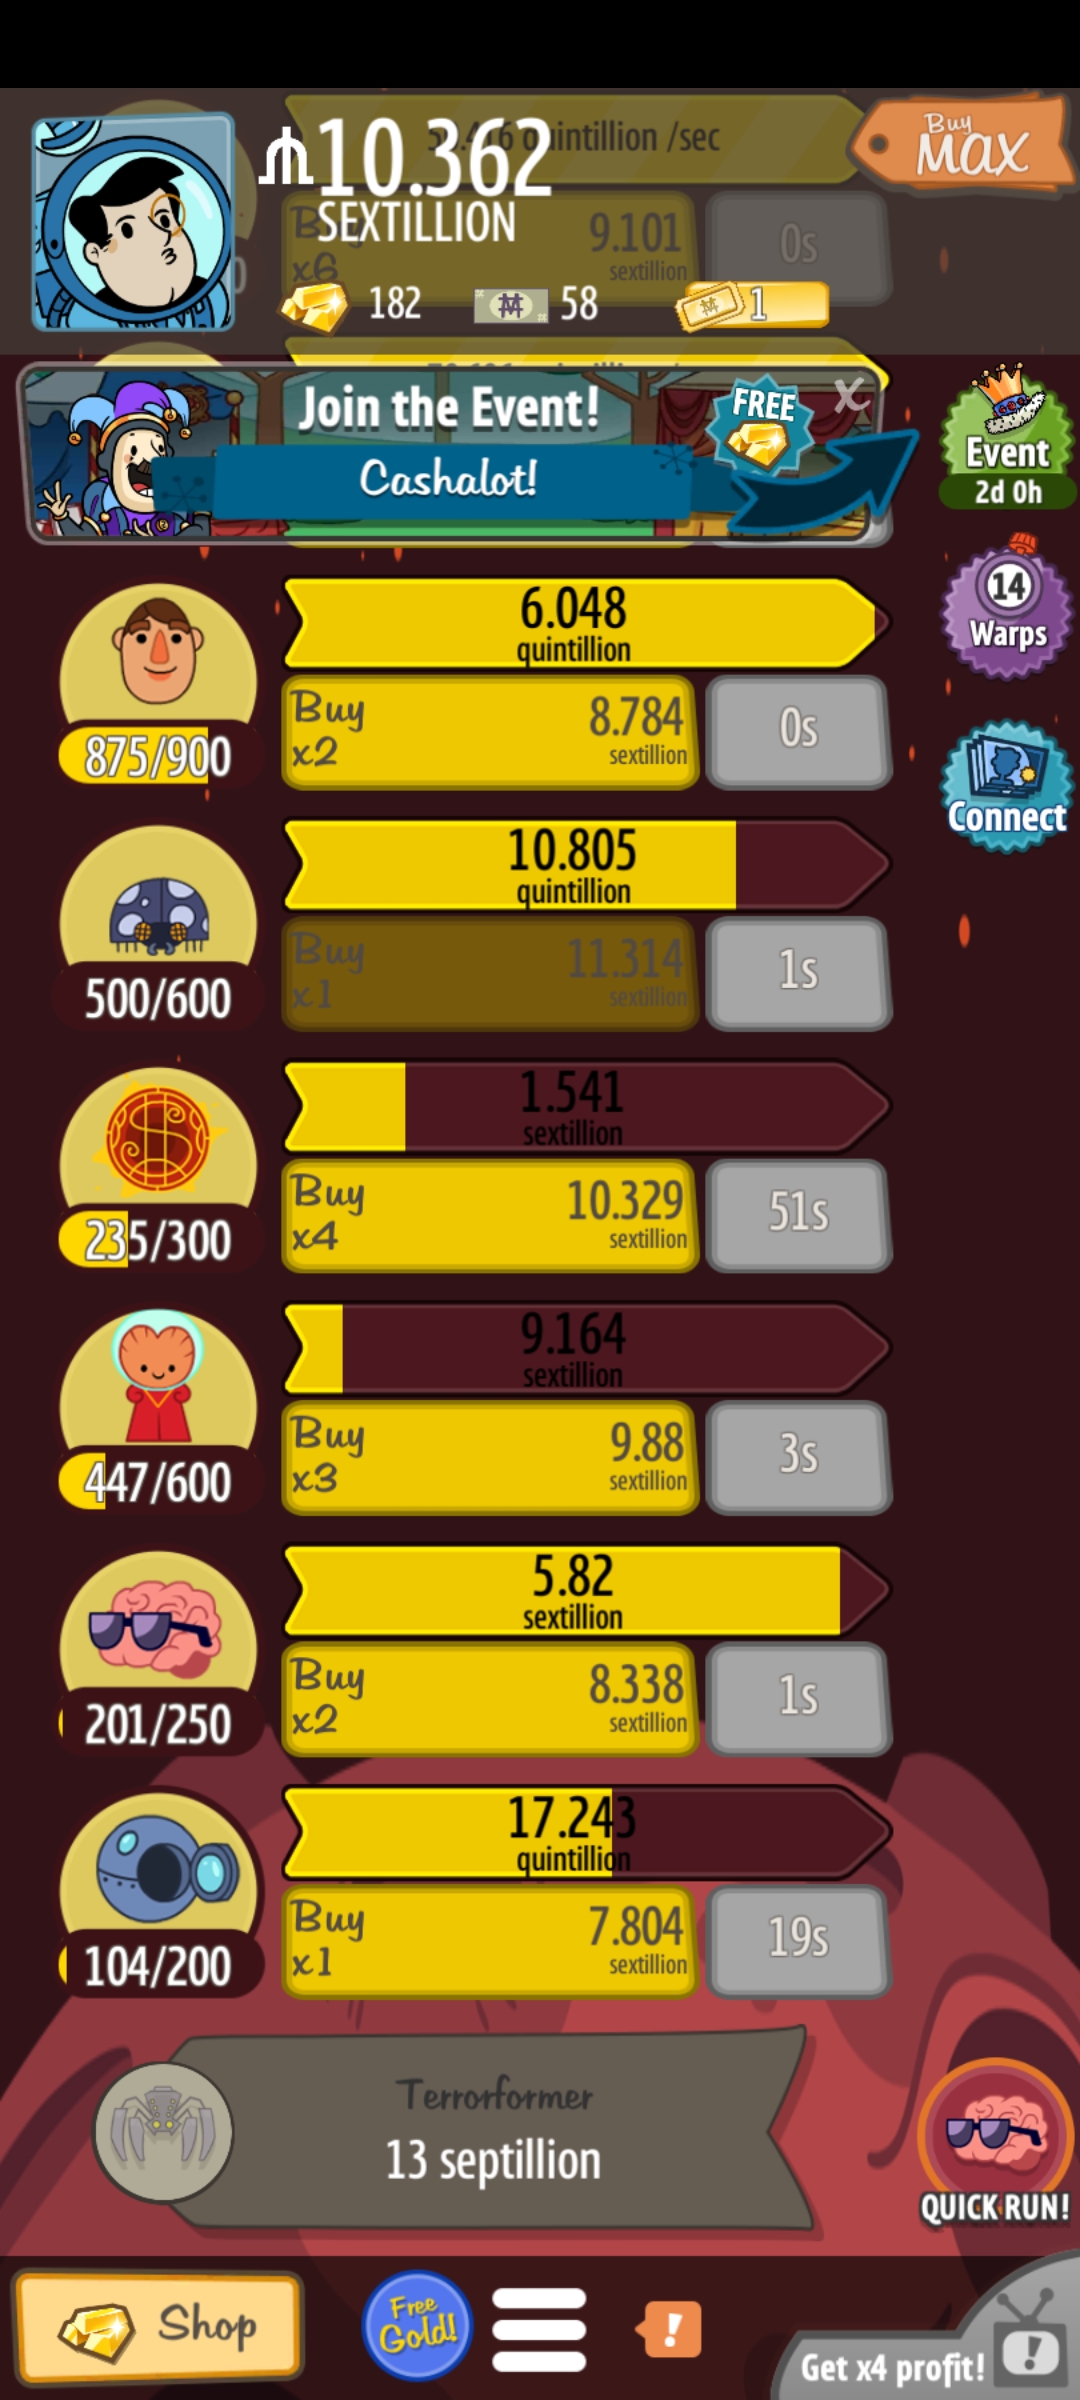 10.362
quintillion /sec
Buy
MAX
SEXTILLION
Buy
x6
9.101
sextillion
0s
182
58
1
Join the Event!
FREE
X
Cashalot!
Event
2d 0h
6.048
quintillion
Buy
x2
8.784
sextillion
0s
875/900
14
Warps
Connect
10.805
quintillion
Buy
x1
11.314
sextillion
1s
500/600
1.541
sextillion
Buy
x4
10.329
sextillion
51s
235/300
9.164
sextillion
Buy
x3
9.88
sextillion
3s
447/600
5.82
sextillion
Buy
x2
8.338
sextillion
1s
201/250
17.243
quintillion
Buy
x1
7.804
sextillion
19s
104/200
Terrorformer
13 septillion
QUICK RUN!
Shop
Free
Gold!
!
Get x4 profit!
!